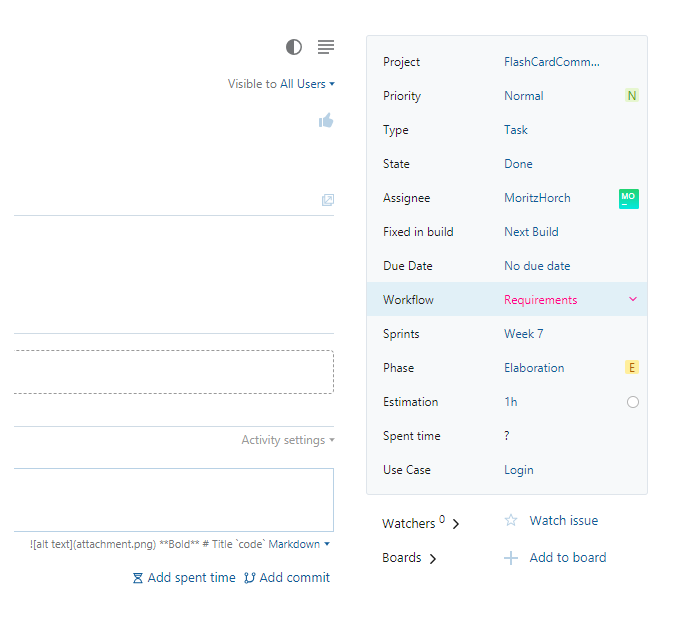 Visible to All Users
Activity settings
![alt text](attachment.png) **Bold** # Title `code` Markdown
Add spent time Add commit
Project FlashCardComm...
Priority Normal N
Type Task
State Done
Assignee MoritzHorch MO
Fixed in build Next Build
Due Date No due date
Workflow Requirements
Sprints Week 7
Phase Elaboration E
Estimation 1h
Spent time ?
Use Case Login
Watchers 0 Watch issue
Boards Add to board